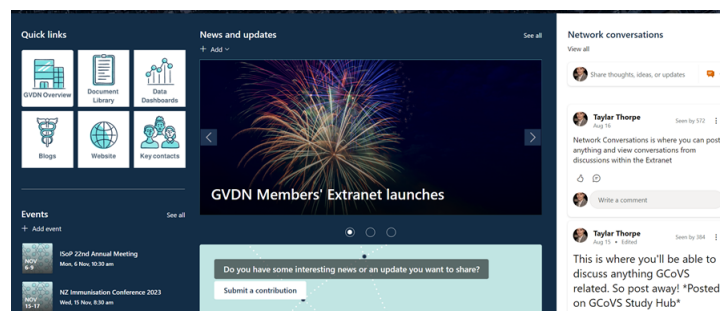 Quick links
GVDN Overview
Document
Library
Data
Dashboards
Blogs
Website
Key contacts
Events
See all
+ Add event
NOV
6-9
ISoP 22nd Annual Meeting
Mon, 6 Nov, 10:30 am
NOV
15-17
NZ Immunisation Conference 2023
Wed, 15 Nov, 8:30 am
News and updates
See all
+ Add
GVDN Members' Extranet launches
Do you have some interesting news or an update you want to share?
Submit a contribution
Network conversations
View all
Share thoughts, ideas, or updates
Taylar Thorpe
Aug 16
Seen by 572
Network Conversations is where you can post
anything and view conversations from
discussions within the Extranet
Write a comment
Taylar Thorpe
Aug 15 • Edited
Seen by 384
This is where you'll be able to
discuss anything GCoVS
related. So post away! *Posted
on GCoVS Study Hub*